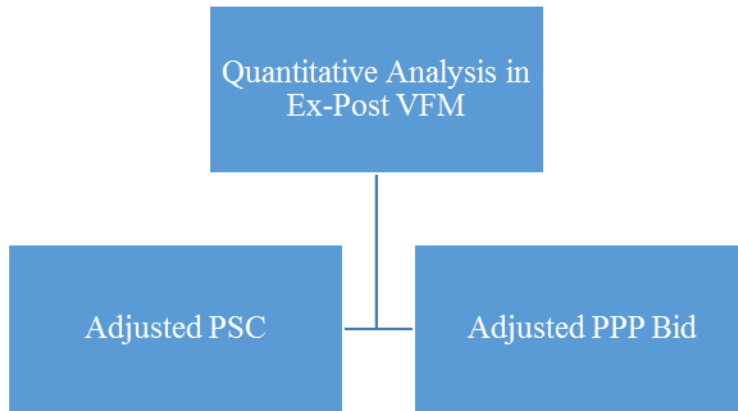 Quantitative Analysis in
Ex-Post VFM
Adjusted PSC
Adjusted PPP Bid